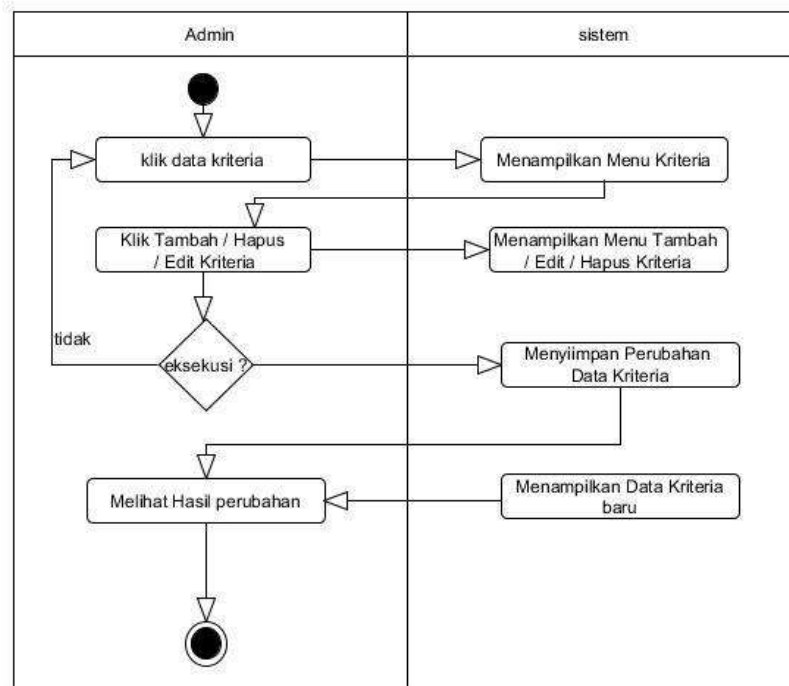 Admin
sistem
klik data kriteria
Menampilkan Menu Kriteria
Klik Tambah / Hapus
/ Edit Kriteria
Menampilkan Menu Tambah
/ Edit / Hapus Kriteria
tidak
eksekusi ?
Menyiimpan Perubahan
Data Kriteria
Melihat Hasil perubahan
Menampilkan Data Kriteria
baru